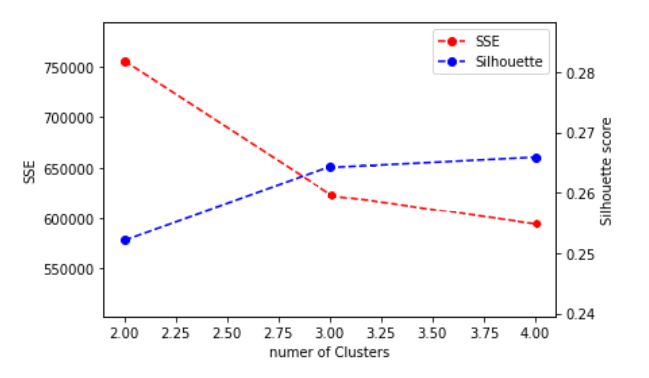 SSE
Silhouette
750000
700000
650000
600000
550000
SSE
0.28
0.27
0.26
0.25
0.24
Silhouette score
2.00 2.25 2.50 2.75 3.00 3.25 3.50 3.75 4.00
numer of Clusters